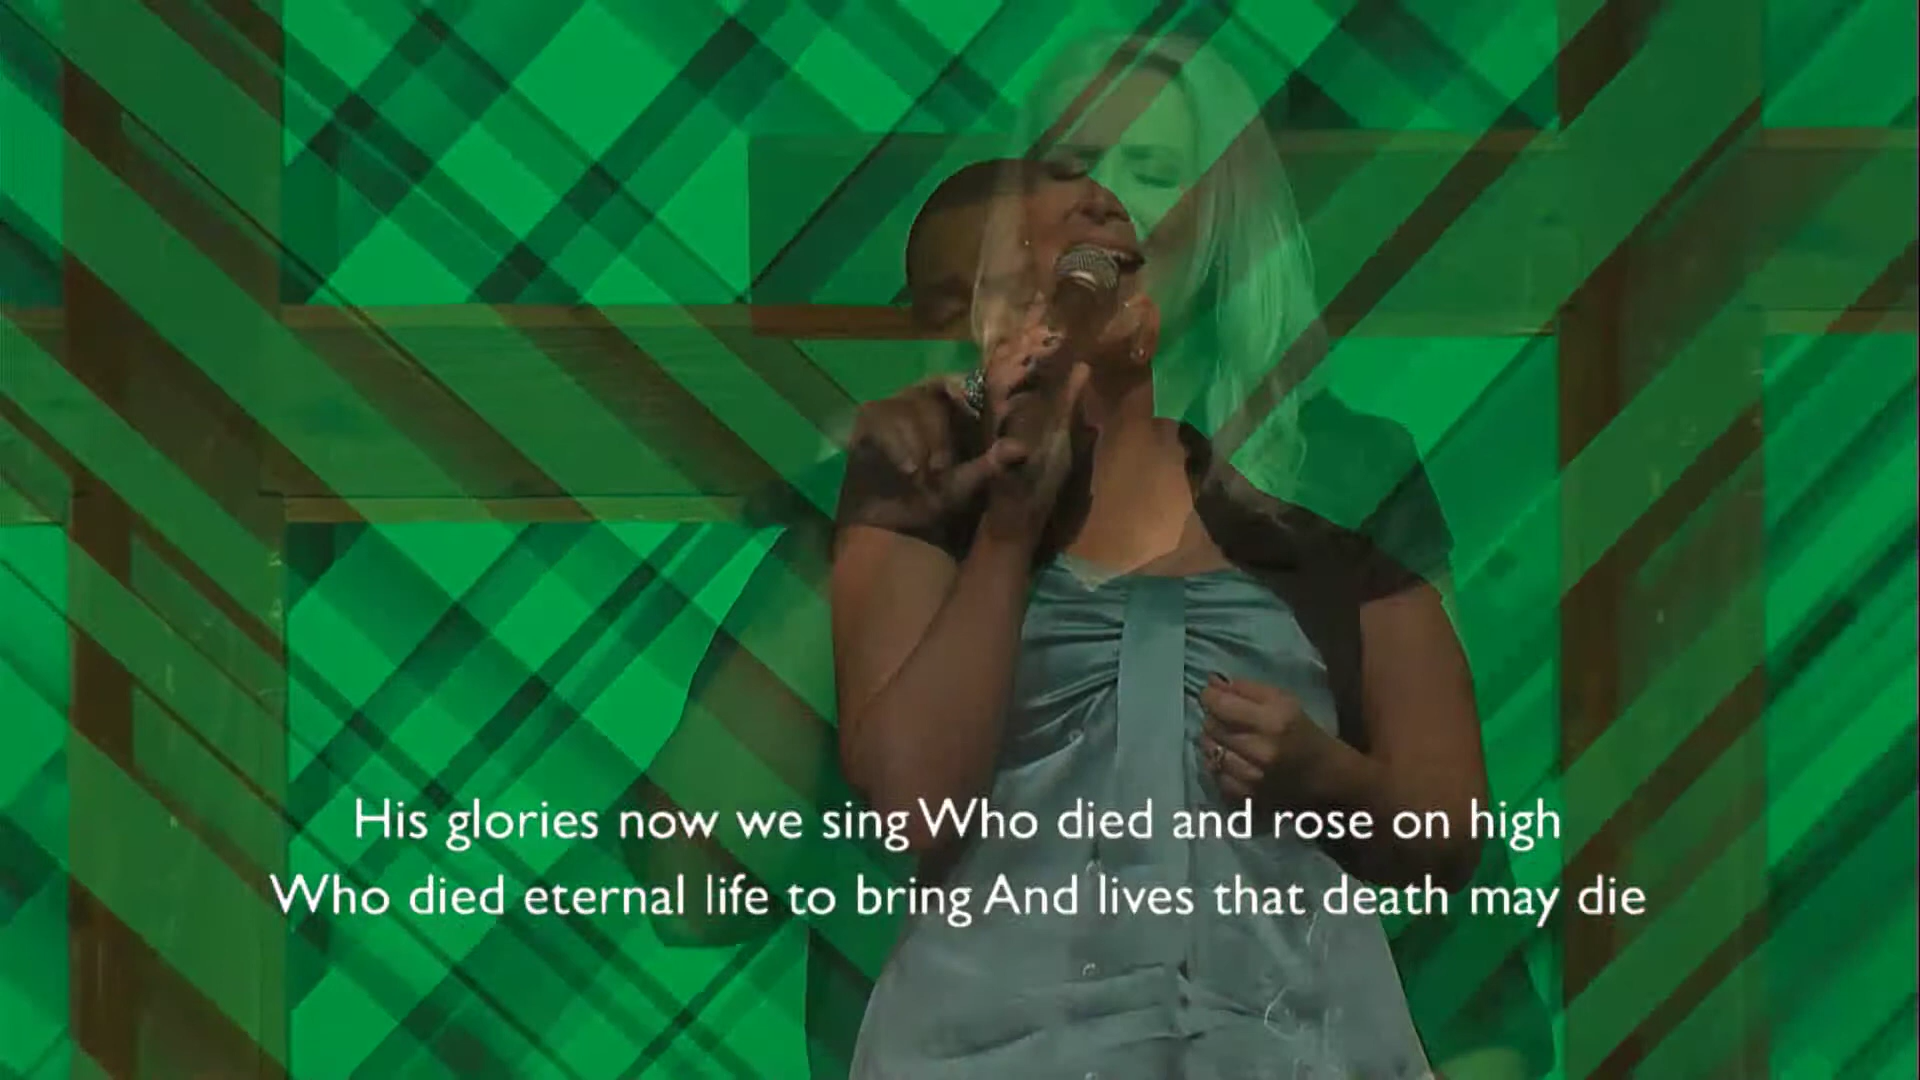 His glories now we sing Who died and rose on high
Who died eternal life to bring And lives that death may die